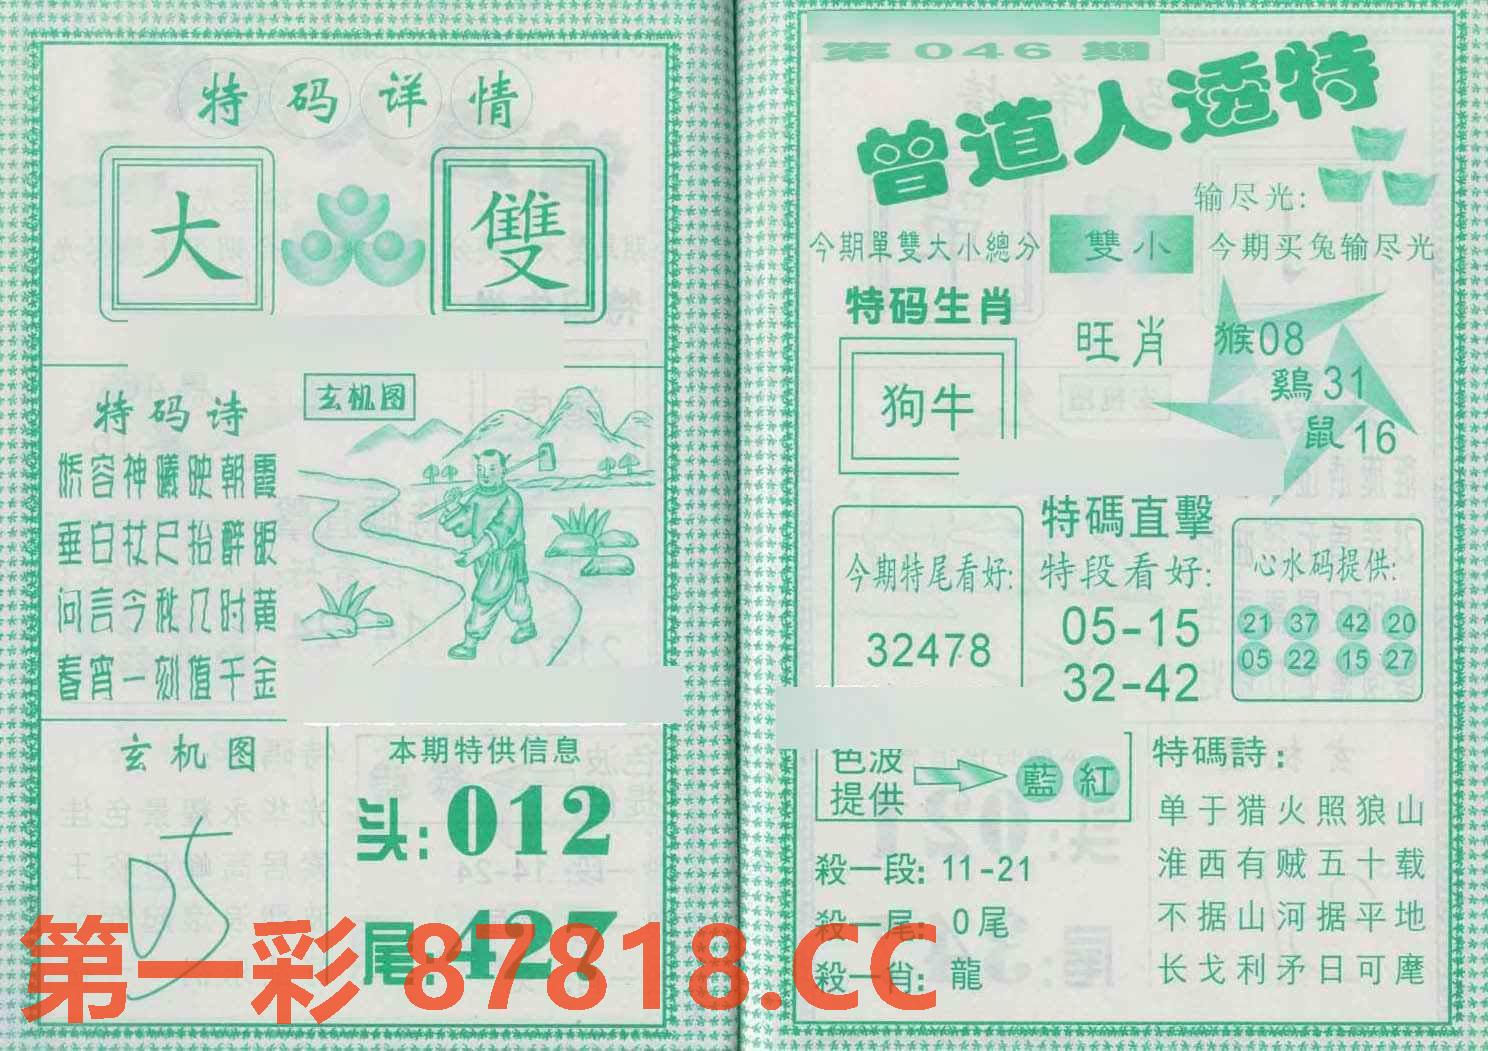 特码详情
大 雙
特码诗
娇容神曦映朝霞
垂白杖尺抬醉眼
问言今秋几时黄
春宵一刻值千金
玄机图
玄机图
本期特供信息
头:012
尾:427
第046期
曾道人透特
输尽光:
今期單雙大小總分 雙小 今期买兔输尽光
特码生肖
狗牛
旺肖
猴08
鷄31
鼠16
特碼直擊
今期特尾看好:
32478
特段看好:
05-15
32-42
心水码提供:
21 37 42 20
05 22 15 27
色波
提供
藍 紅
殺一段: 11-21
殺一尾: 0尾
殺一肖: 龍
特碼詩:
单于猎火照狼山
淮西有贼五十载
不据山河据平地
长戈利矛日可麾
第一彩 87818.CC